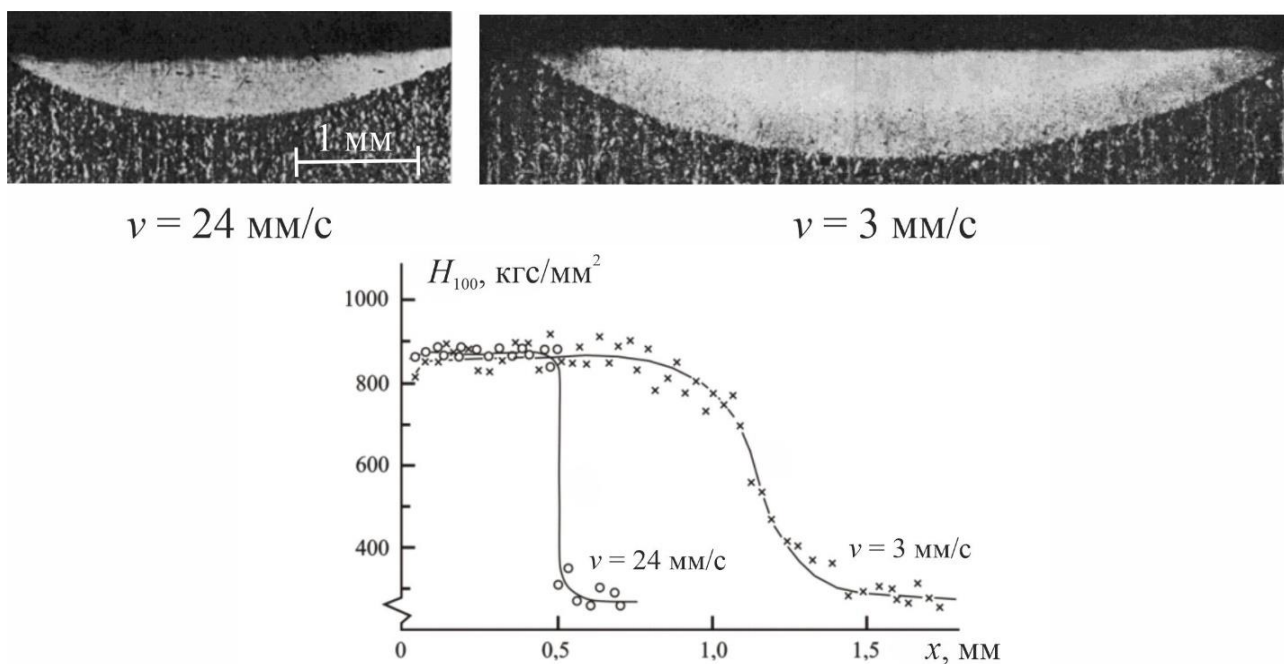 1 мм
v = 24 мм/с
v = 3 мм/с
H₁₀₀, кгс/мм²
1000
800
600
400
v = 24 мм/с
v = 3 мм/с
0
0,5
1,0
1,5
x, мм